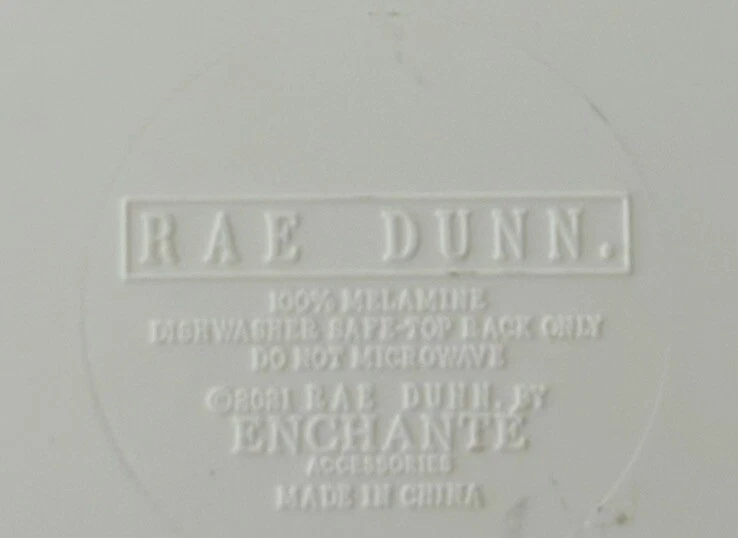 RAE DUNN.
100% MELAMINE
DISHWASHER SAFE-TOP RACK ONLY
DO NOT MICROWAVE
©2021 RAE DUNN. BY
ENCHANTE
ACCESSORIES
MADE IN CHINA